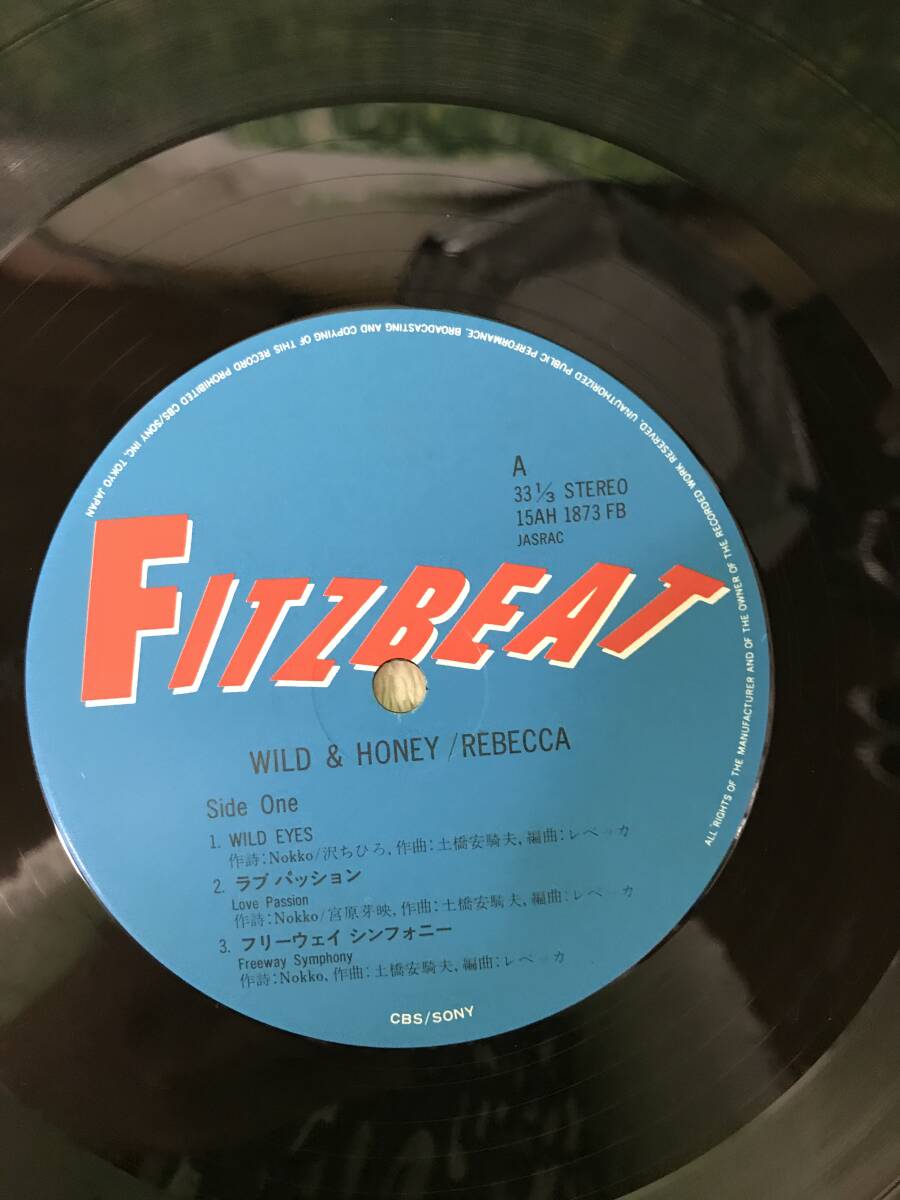 ALL RIGHTS OF THE MANUFACTURER AND OF THE OWNER OF THE RECORDED WORK RESERVED. UNAUTHORIZED PUBLIC PERFORMANCE, BROADCASTING AND COPYING OF THIS RECORD PROHIBITED CBS/SONY INC. TOKYO JAPAN
A
33 1/3 STEREO
15AH 1873 FB
JASRAC
FITZBEAT
WILD & HONEY / REBECCA
Side One
1. WILD EYES
作詩:Nokko/沢ちひろ, 作曲:土橋安騎夫, 編曲:レベッカ
2. ラブ パッション
Love Passion
作詩:Nokko/宮原芽映, 作曲:土橋安騎夫, 編曲:レベッカ
3. フリーウェイ シンフォニー
Freeway Symphony
作詩:Nokko, 作曲:土橋安騎夫, 編曲:レベッカ
CBS/SONY